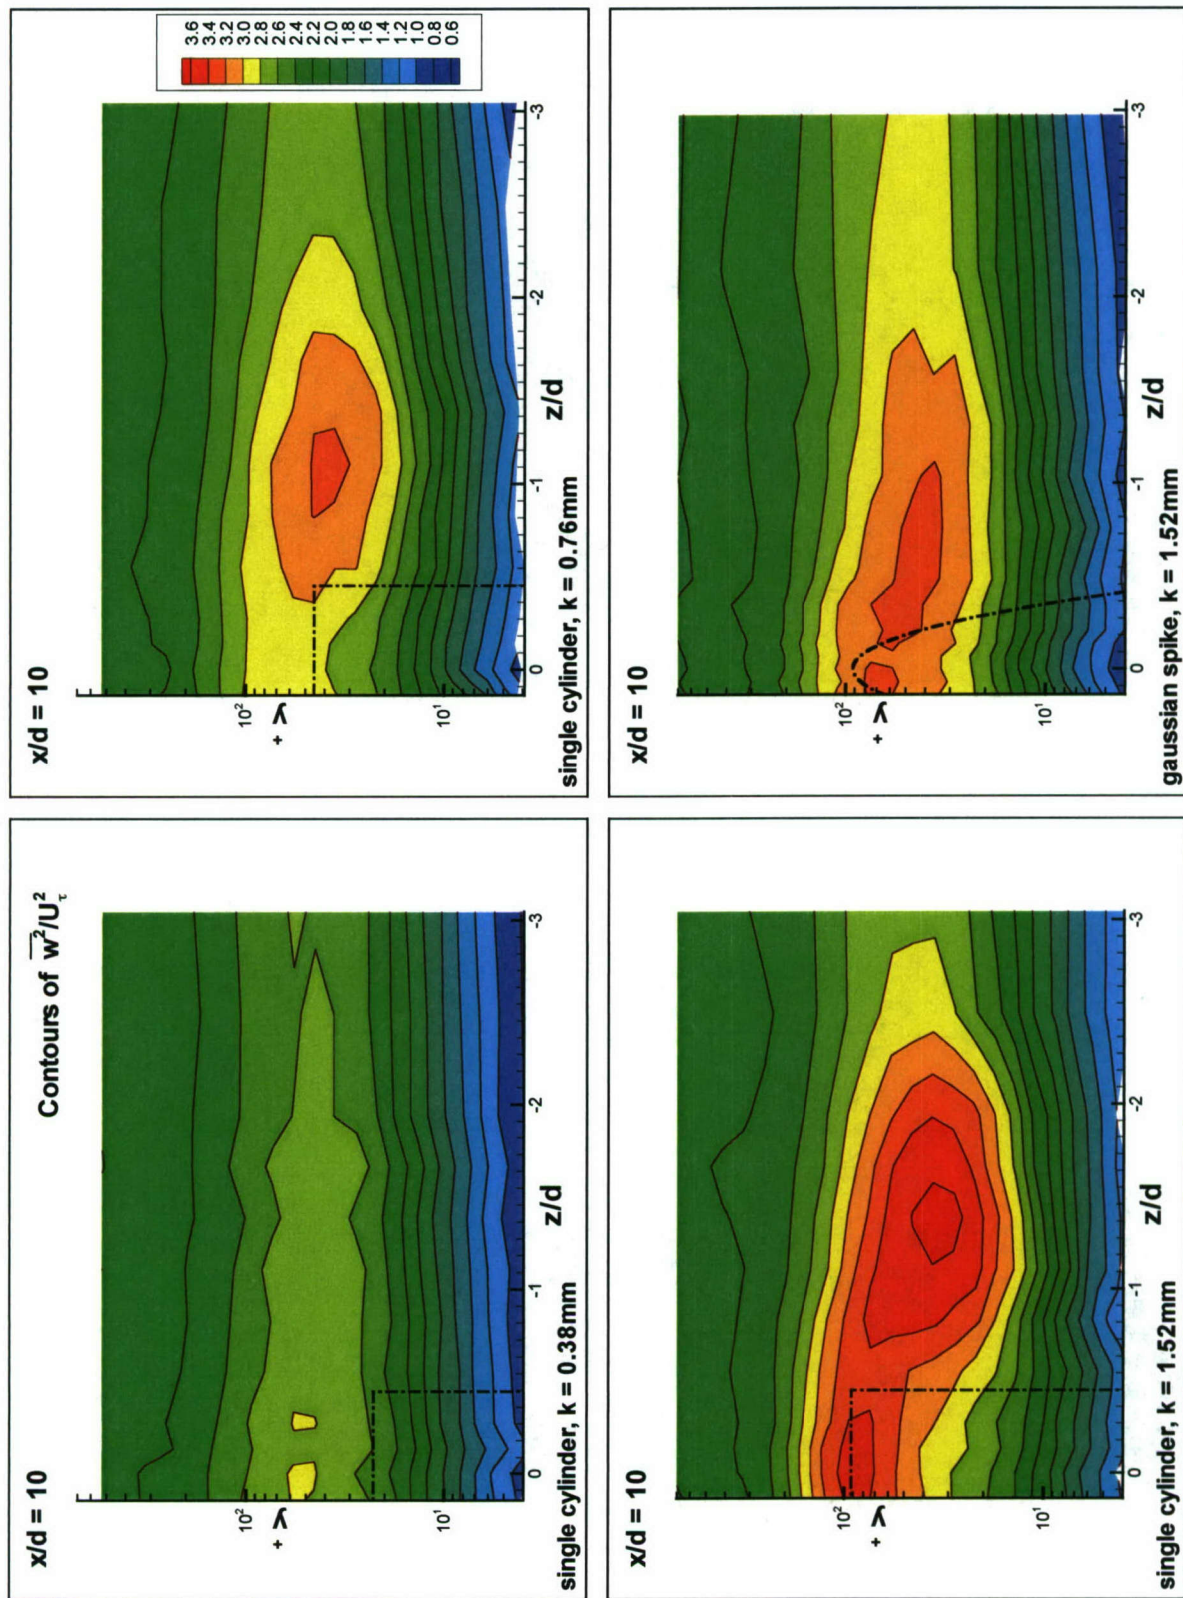 Contours of w̅²/U²τ
x/d = 10
10²
y+
10¹
0
-1
-2
-3
z/d
single cylinder, k = 0.38mm
x/d = 10
3.6
3.4
3.2
3.0
2.8
2.6
2.4
2.2
2.0
1.8
1.6
1.4
1.2
1.0
0.8
0.6
10²
y+
10¹
0
-1
-2
-3
z/d
single cylinder, k = 0.76mm
x/d = 10
10²
y+
10¹
0
-1
-2
-3
z/d
single cylinder, k = 1.52mm
x/d = 10
10²
y+
10¹
0
-1
-2
-3
z/d
gaussian spike, k = 1.52mm